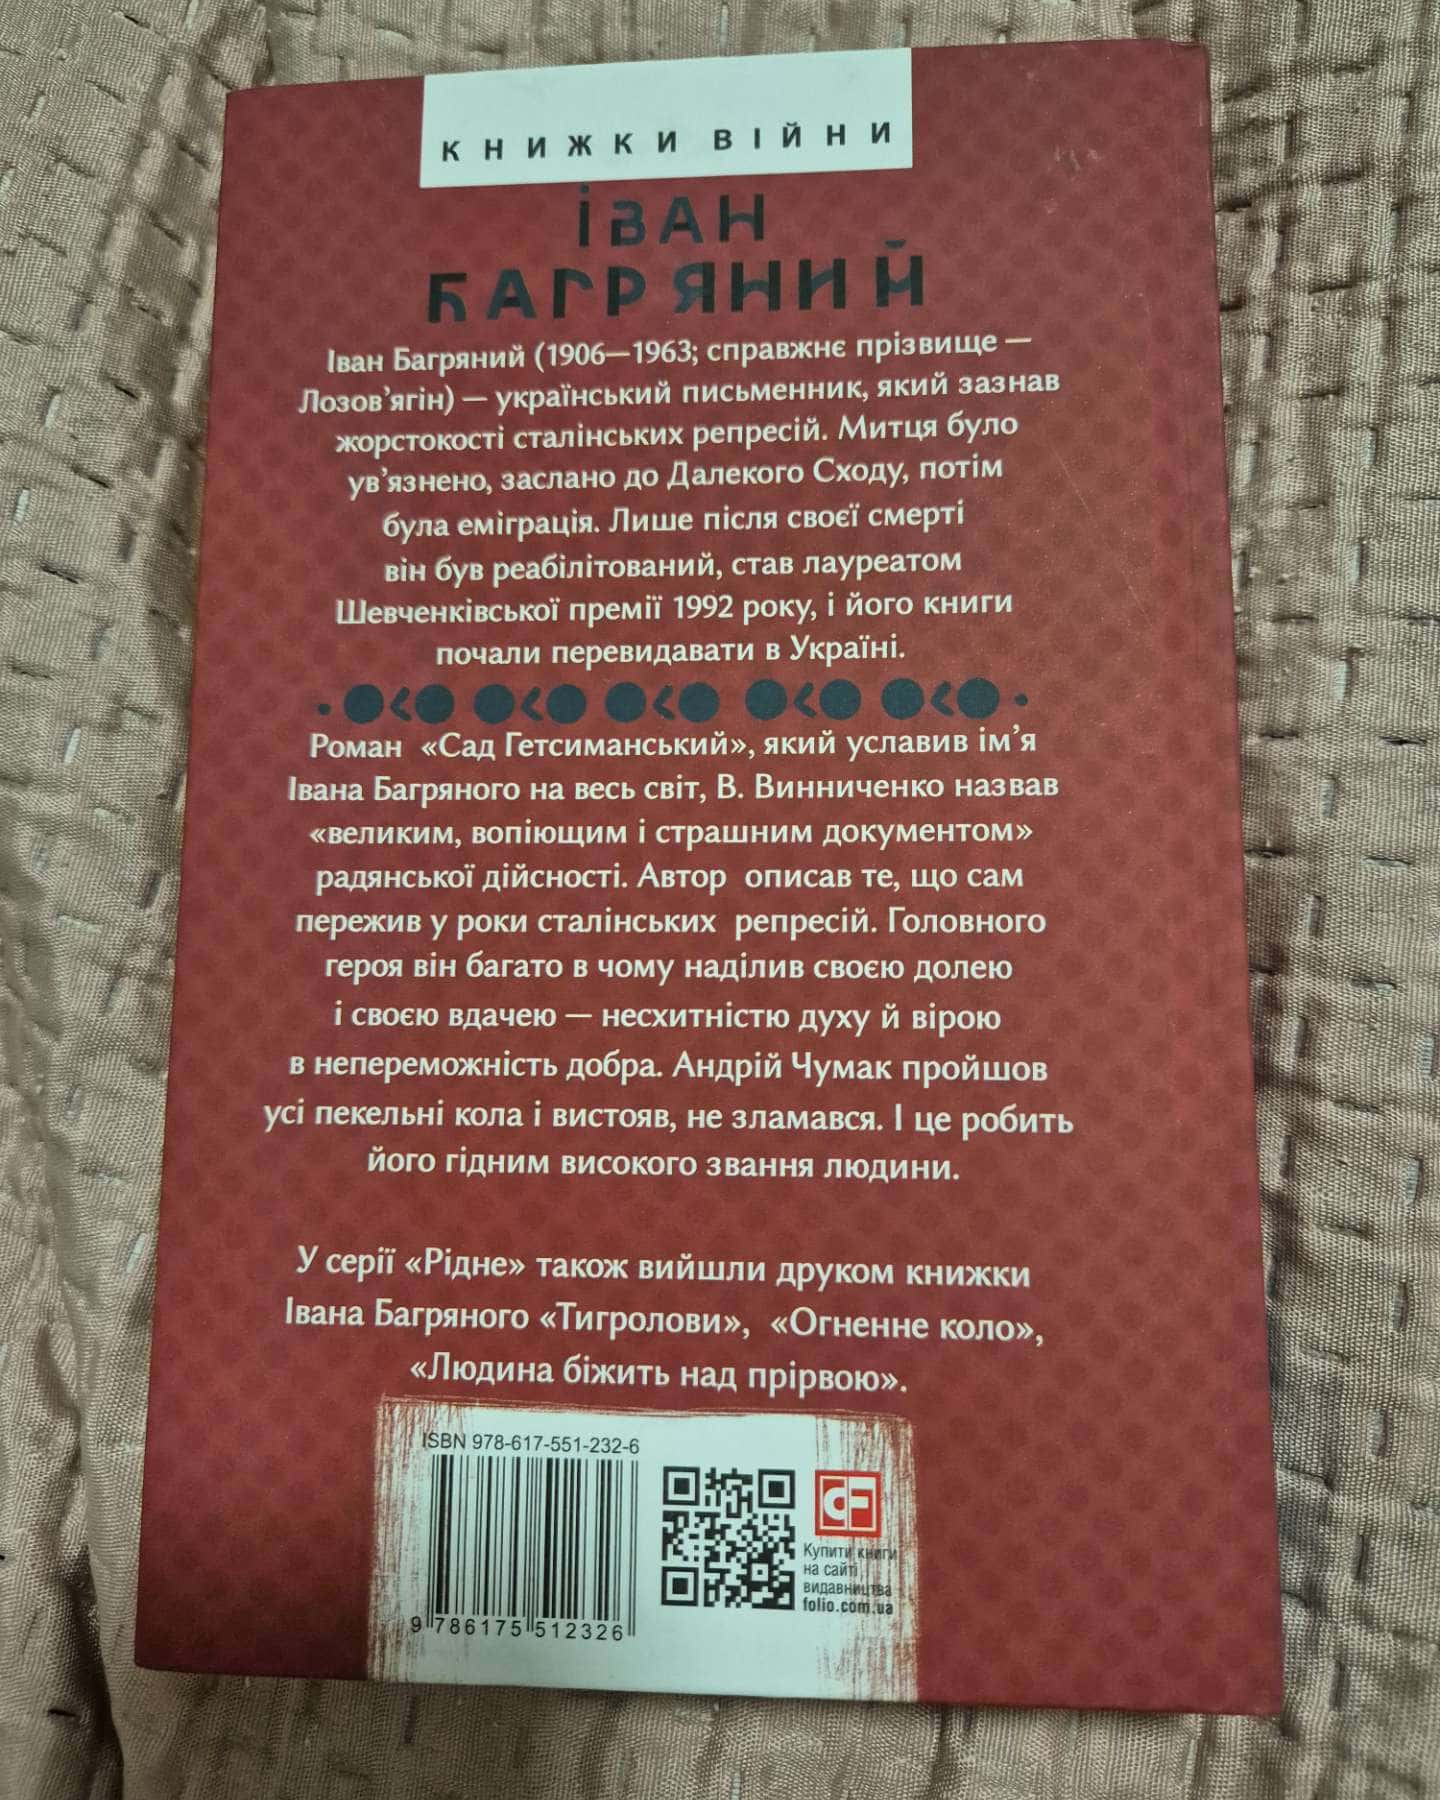 КНИЖКИ ВІЙНИ
ІВАН
БАГРЯНИЙ
Іван Багряний (1906—1963; справжнє прізвище —
Лозов’ягін) — український письменник, який зазнав
жорстокості сталінських репресій. Митця було
ув’язнено, заслано до Далекого Сходу, потім
була еміграція. Лише після своєї смерті
він був реабілітований, став лауреатом
Шевченківської премії 1992 року, і його книги
почали перевидавати в Україні.
Роман «Сад Гетсиманський», який уславив ім’я
Івана Багряного на весь світ, В. Винниченко назвав
«великим, вопіющим і страшним документом»
радянської дійсності. Автор описав те, що сам
пережив у роки сталінських репресій. Головного
героя він багато в чому наділив своєю долею
і своєю вдачею — несхитністю духу й вірою
в непереможність добра. Андрій Чумак пройшов
усі пекельні кола і вистояв, не зламався. І це робить
його гідним високого звання людини.
У серії «Рідне» також вийшли друком книжки
Івана Багряного «Тигролови», «Огненне коло»,
«Людина біжить над прірвою».
ISBN 978-617-551-232-6
9 786175 512326
CF
Купити книги
на сайті
видавництва
folio.com.ua